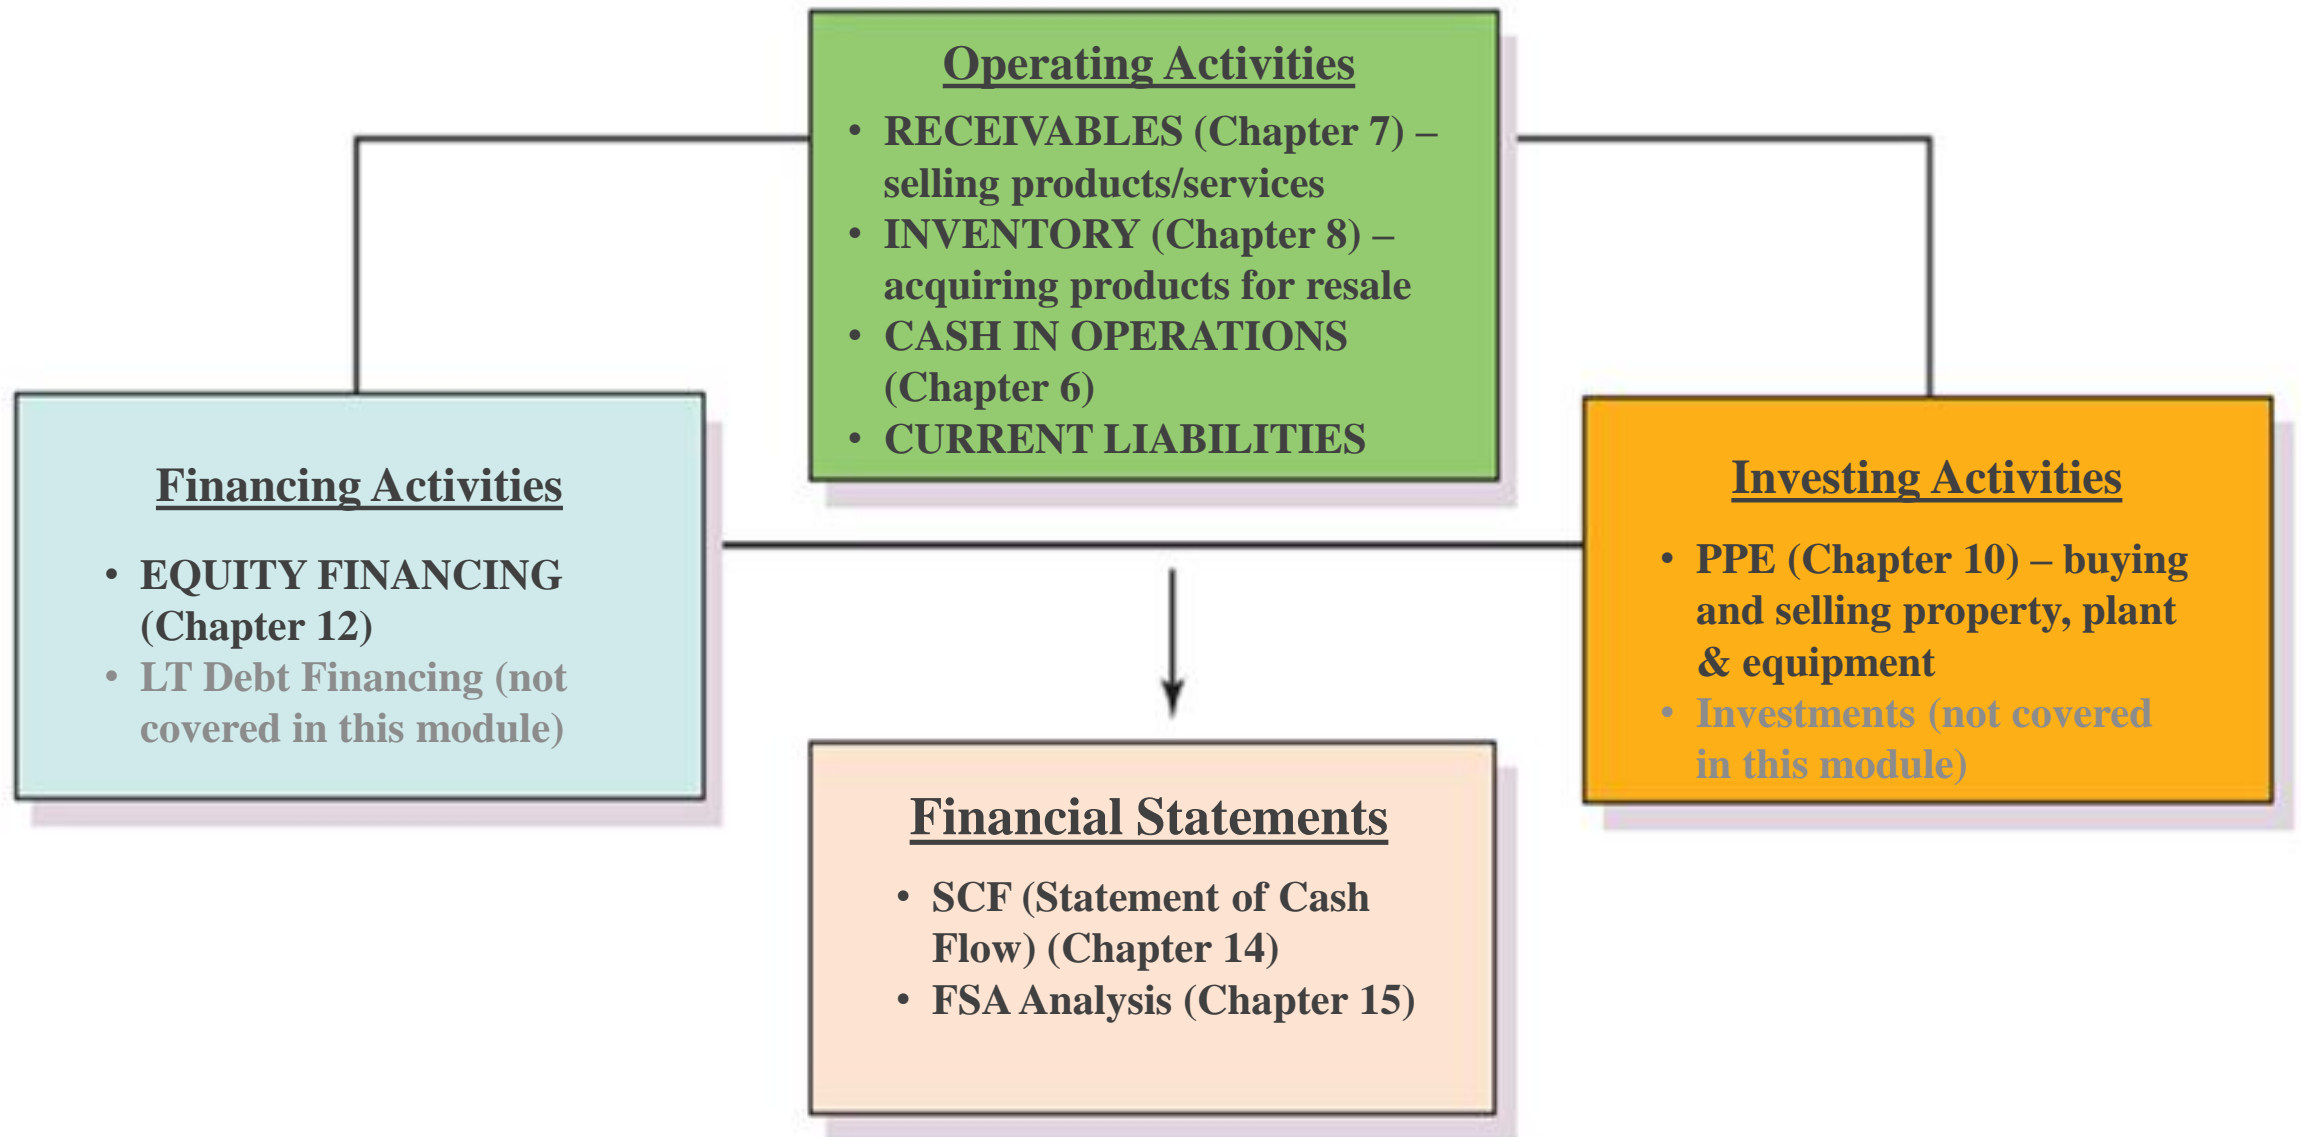 Operating Activities
• RECEIVABLES (Chapter 7) –
selling products/services
• INVENTORY (Chapter 8) –
acquiring products for resale
• CASH IN OPERATIONS
(Chapter 6)
• CURRENT LIABILITIES
Financing Activities
• EQUITY FINANCING
(Chapter 12)
• LT Debt Financing (not
covered in this module)
Investing Activities
• PPE (Chapter 10) – buying
and selling property, plant
& equipment
• Investments (not covered
in this module)
Financial Statements
• SCF (Statement of Cash
Flow) (Chapter 14)
• FSA Analysis (Chapter 15)